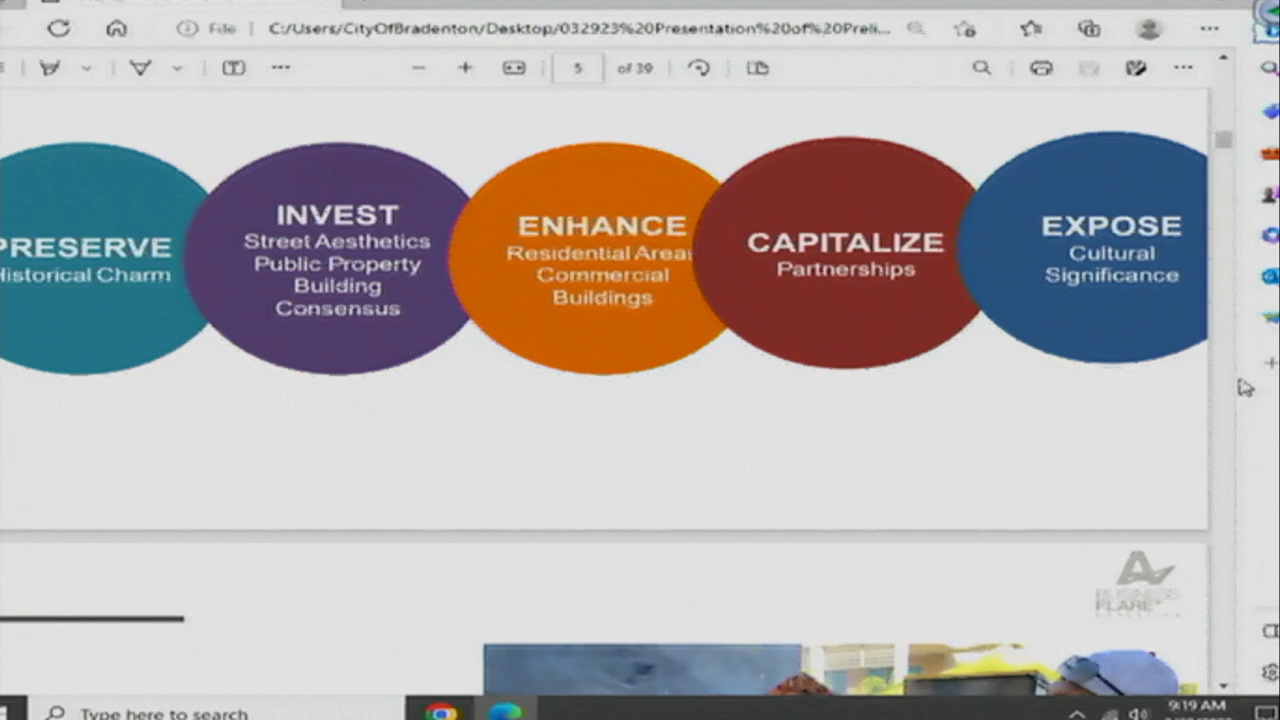 File
C:/Users/CityOfBradenton/Desktop/032923%20Presentation%20of%20Preli...
5
of 39
PRESERVE
Historical Charm
INVEST
Street Aesthetics
Public Property
Building
Consensus
ENHANCE
Residential Areas
Commercial
Buildings
CAPITALIZE
Partnerships
EXPOSE
Cultural
Significance
BUSINESS
FLARE®
Type here to search
9:19 AM